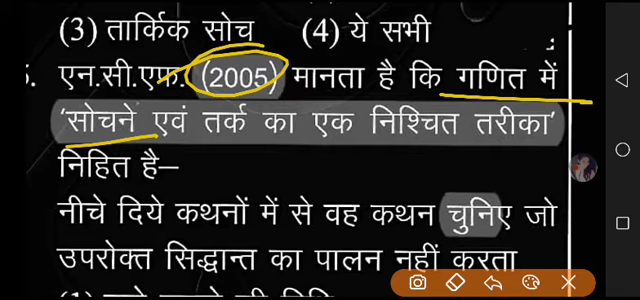 (3) तार्किक सोच (4) ये सभी
एन.सी.एफ. (2005) मानता है कि गणित में
'सोचने एवं तर्क का एक निश्चित तरीका'
निहित है—
नीचे दिये कथनों में से वह कथन चुनिए जो
उपरोक्त सिद्धान्त का पालन नहीं करता